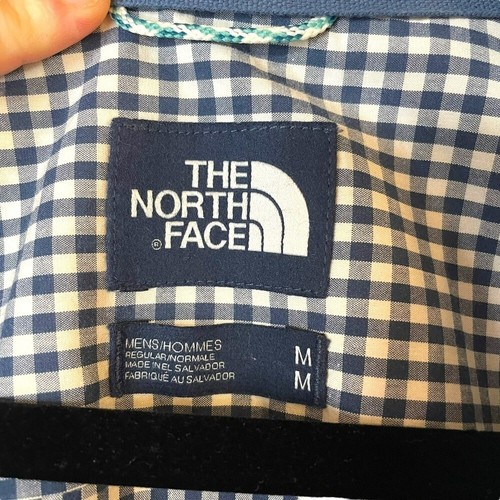 THE
NORTH
FACE
®
MENS/HOMMES
REGULAR/NORMALE
MADE IN EL SALVADOR
FABRIQUÉ AU SALVADOR
M
M